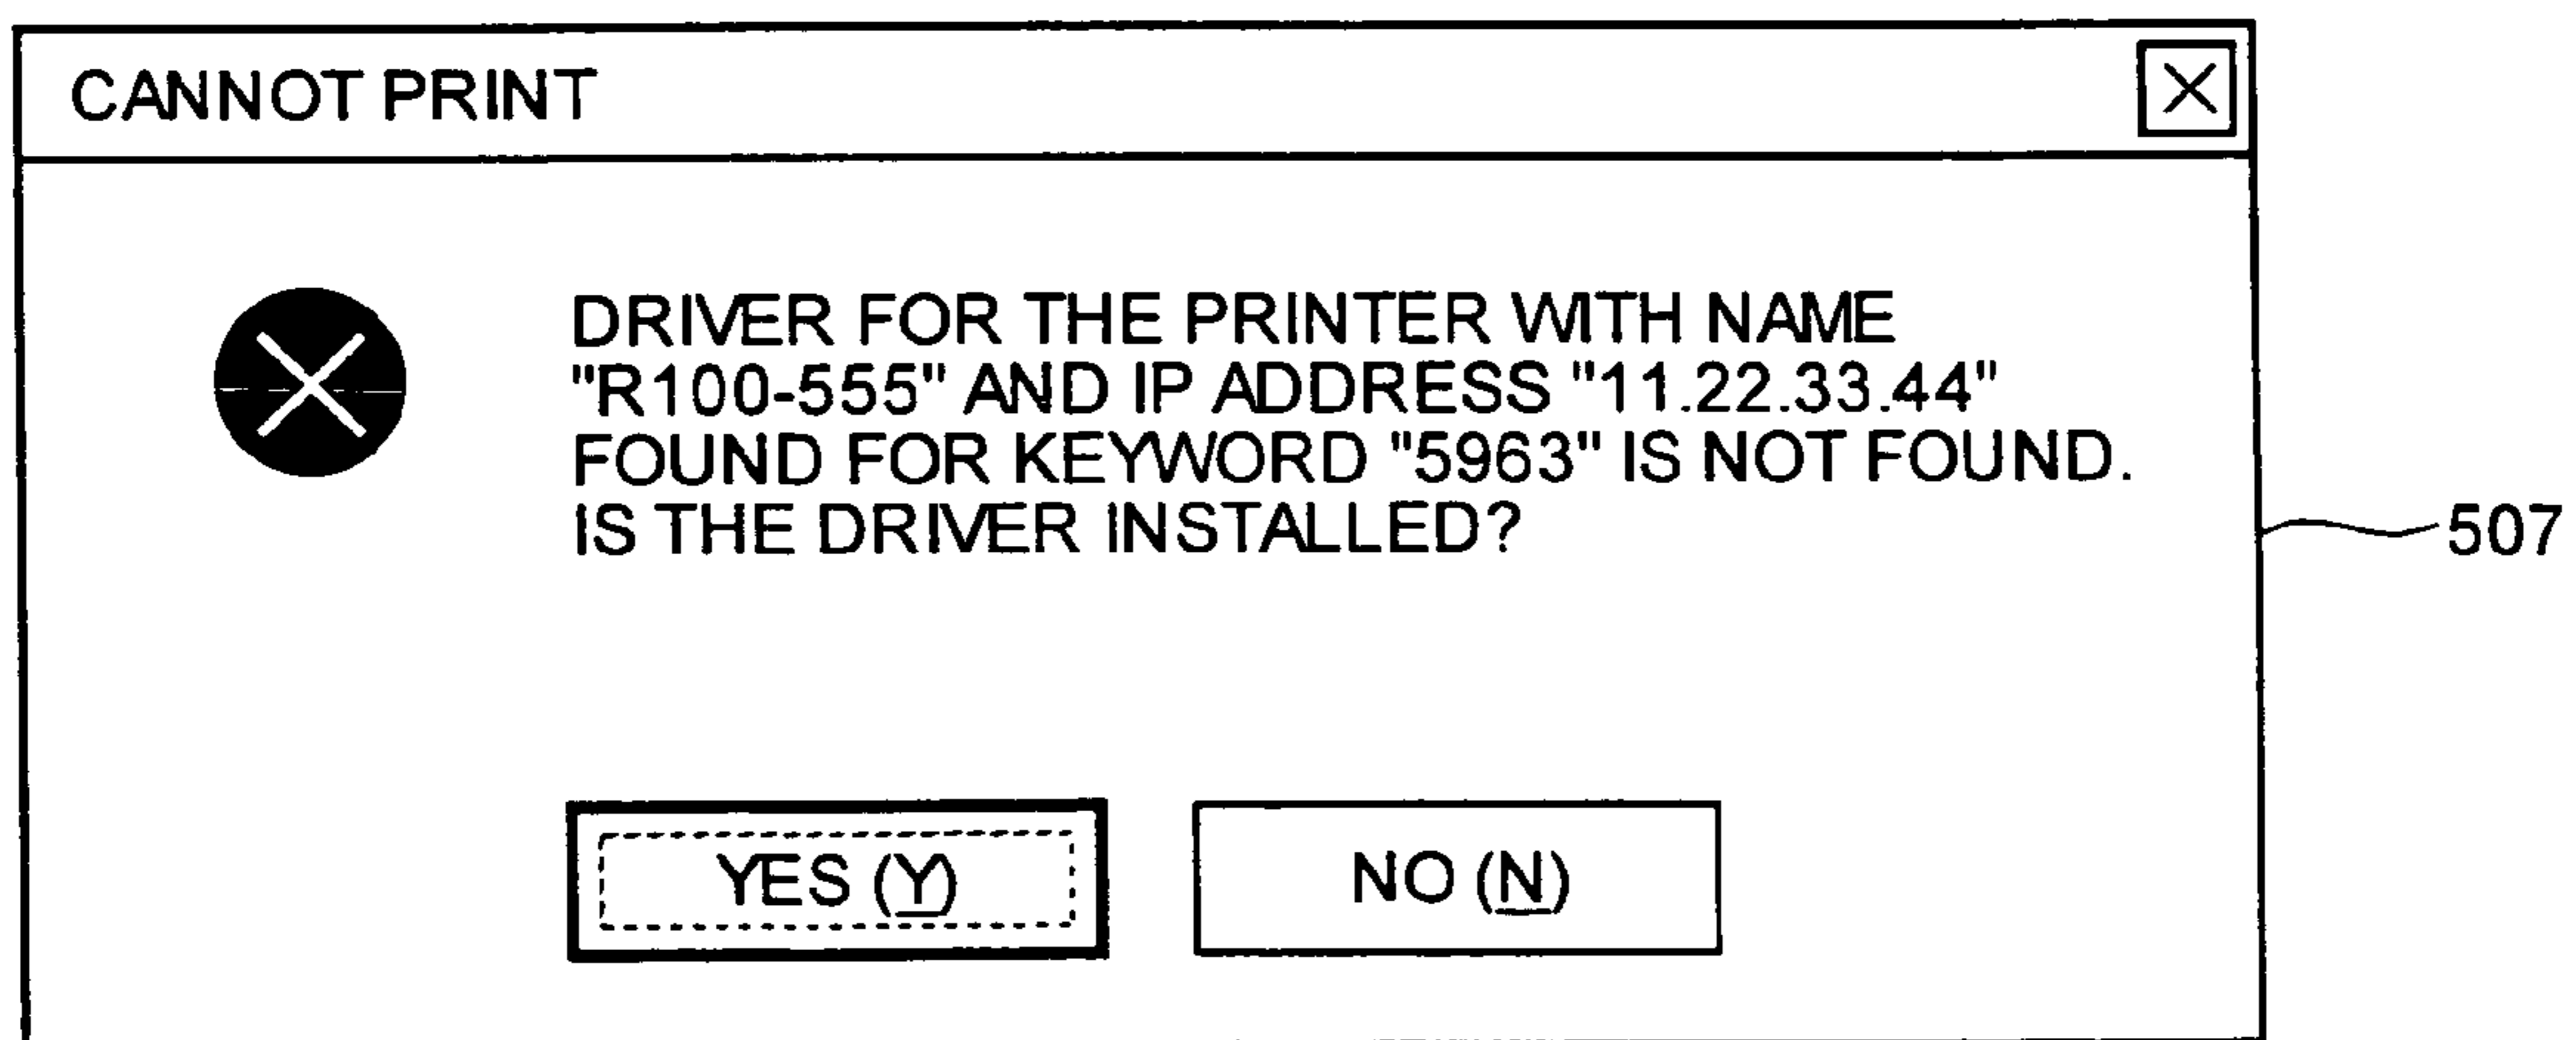 CANNOT PRINT
DRIVER FOR THE PRINTER WITH NAME
"R100-555" AND IP ADDRESS "11.22.33.44"
FOUND FOR KEYWORD "5963" IS NOT FOUND.
IS THE DRIVER INSTALLED?
507
YES (Y) NO (N)